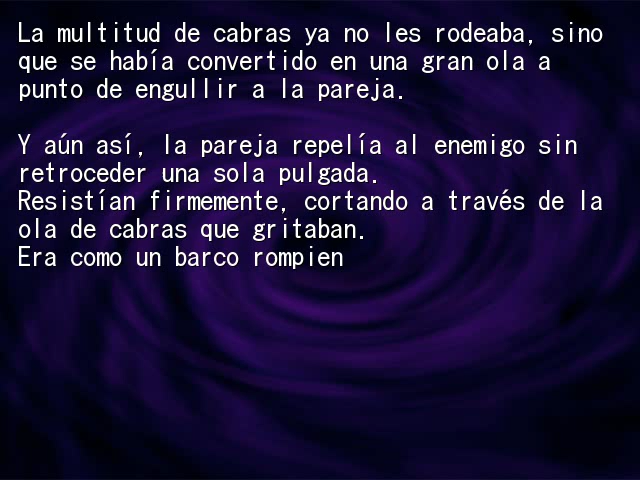 La multitud de cabras ya no les rodeaba, sino
que se había convertido en una gran ola a
punto de engullir a la pareja.

Y aún así, la pareja repelía al enemigo sin
retroceder una sola pulgada.
Resistían firmemente, cortando a través de la
ola de cabras que gritaban.
Era como un barco rompien